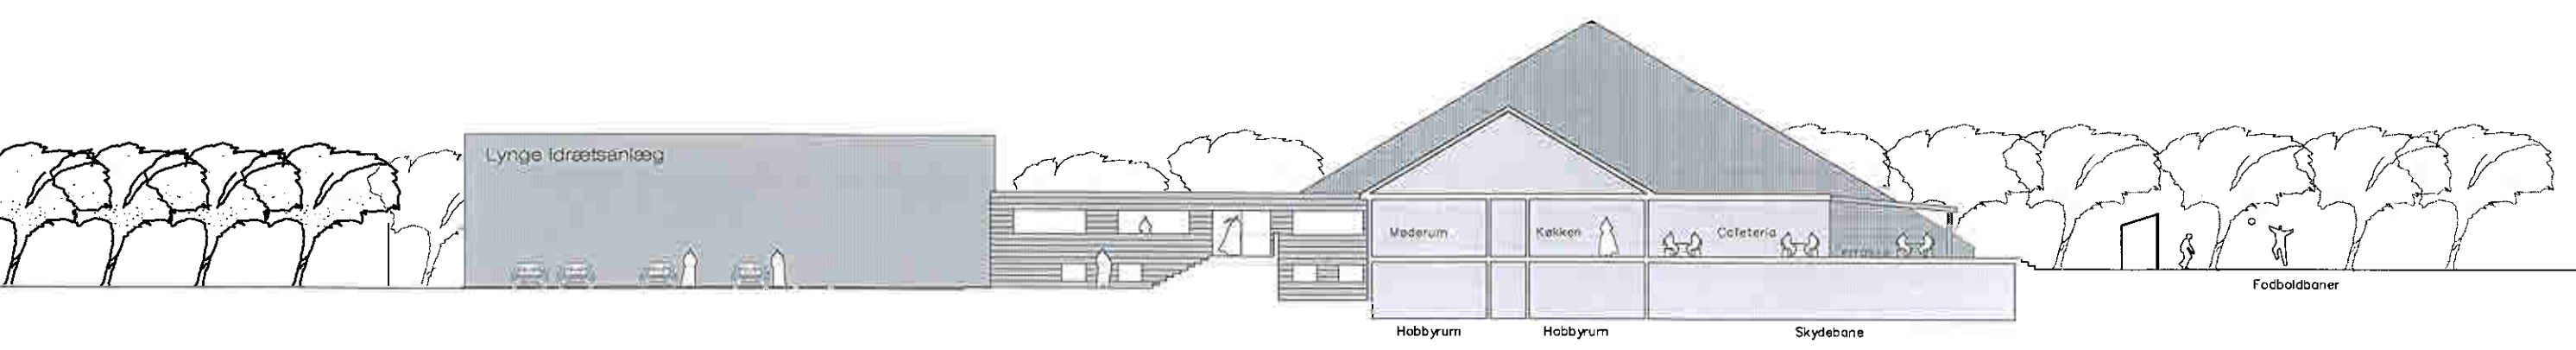 Lynge Idrætsanlæg
Møderum
Køkken
Cafeteria
Fodboldbaner
Hobbyrum
Hobbyrum
Skydebane